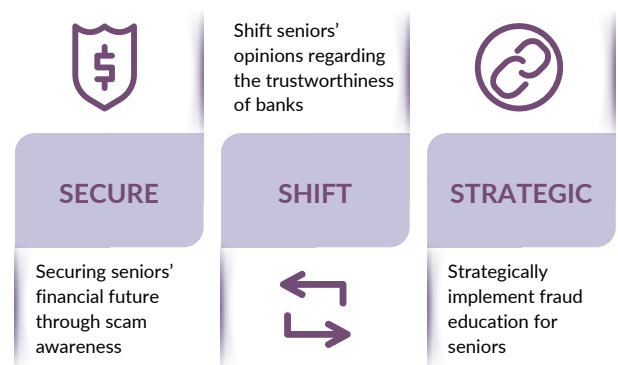 $
SECURE
Securing seniors’
financial future
through scam
awareness
Shift seniors’
opinions regarding
the trustworthiness
of banks
SHIFT
STRATEGIC
Strategically
implement fraud
education for
seniors